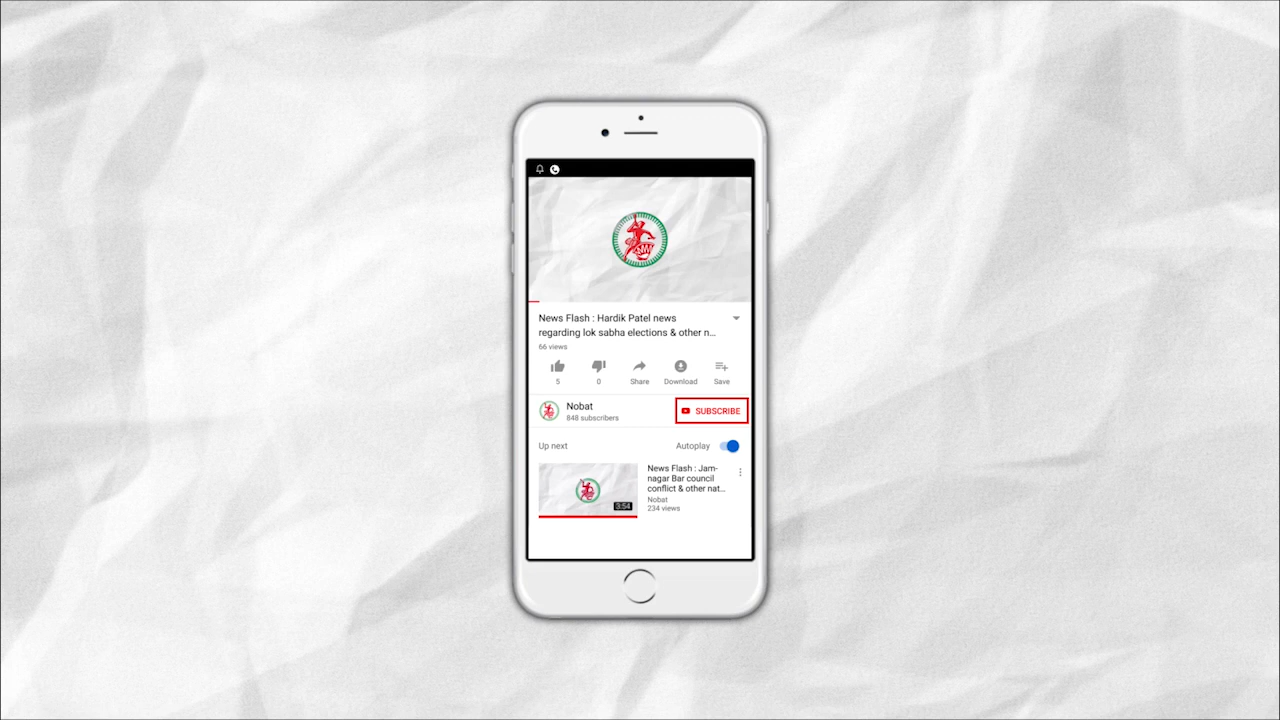 News Flash : Hardik Patel news
regarding lok sabha elections & other n...
66 views
5
0
Share
Download
Save
Nobat
848 subscribers
SUBSCRIBE
Up next
Autoplay
3:54
News Flash : Jam-
nagar Bar council
conflict & other nat...
Nobat
234 views